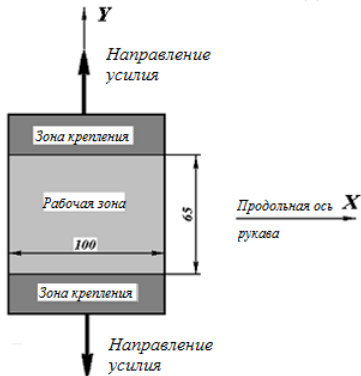 Y
Направление
усилия
Зона крепления
Рабочая зона
100
65
Продольная ось X
рукава
Зона крепления
Направление
усилия